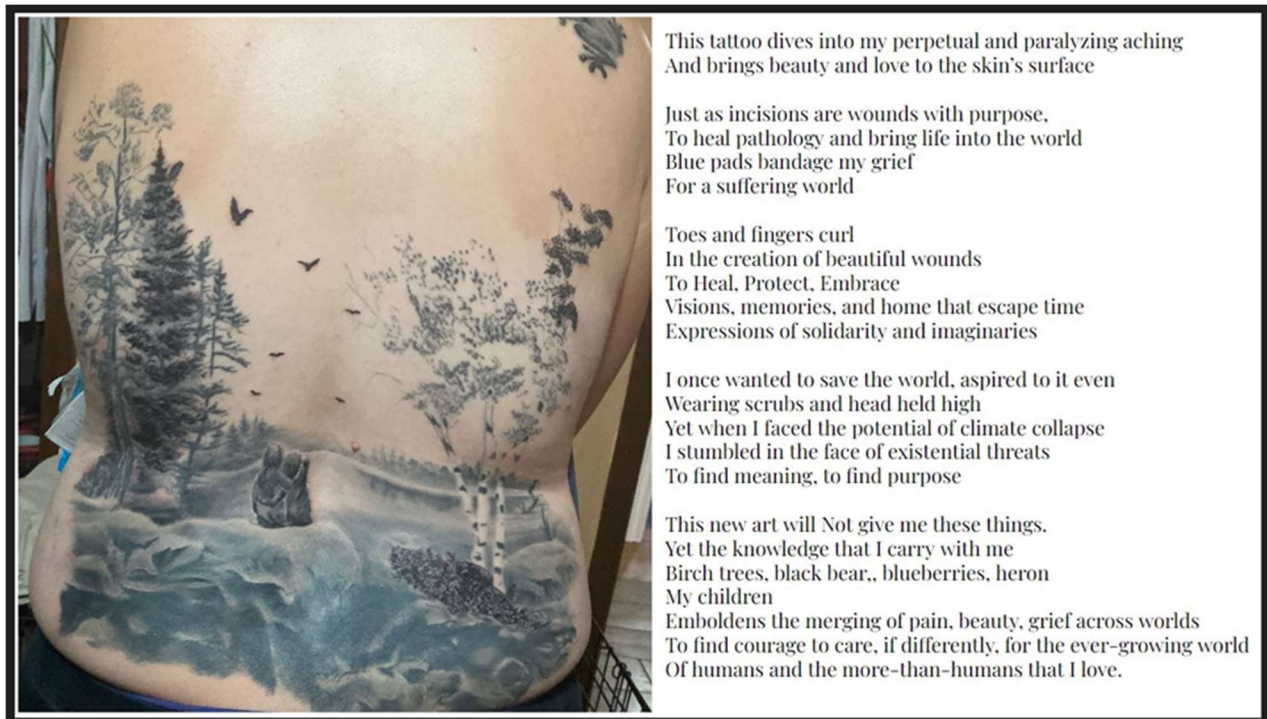 This tattoo dives into my perpetual and paralyzing aching
And brings beauty and love to the skin's surface
Just as incisions are wounds with purpose,
To heal pathology and bring life into the world
Blue pads bandage my grief
For a suffering world
Toes and fingers curl
In the creation of beautiful wounds
To Heal, Protect, Embrace
Visions, memories, and home that escape time
Expressions of solidarity and imaginaries
I once wanted to save the world, aspired to it even
Wearing scrubs and head held high
Yet when I faced the potential of climate collapse
I stumbled in the face of existential threats
To find meaning, to find purpose
This new art will Not give me these things.
Yet the knowledge that I carry with me
Birch trees, black bear,, blueberries, heron
My children
Emboldens the merging of pain, beauty, grief across worlds
To find courage to care, if differently, for the ever-growing world
Of humans and the more-than-humans that I love.